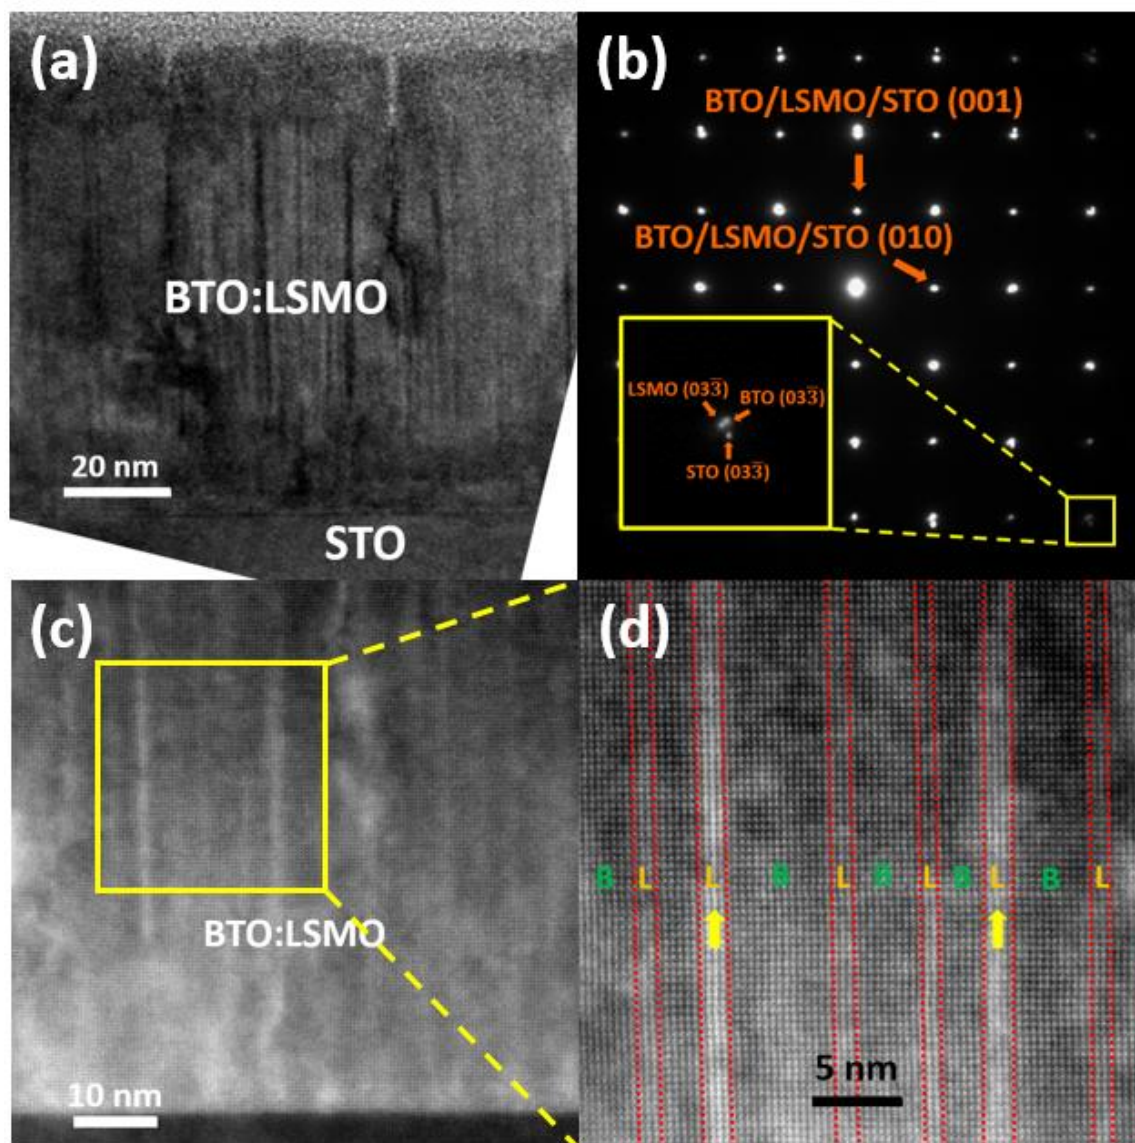 (a)
BTO:LSMO
20 nm
STO
(b)
BTO/LSMO/STO (001)
BTO/LSMO/STO (010)
LSMO (033̅)
BTO (033̅)
STO (033̅)
(c)
BTO:LSMO
10 nm
(d)
B L L B L B L B L B L
5 nm